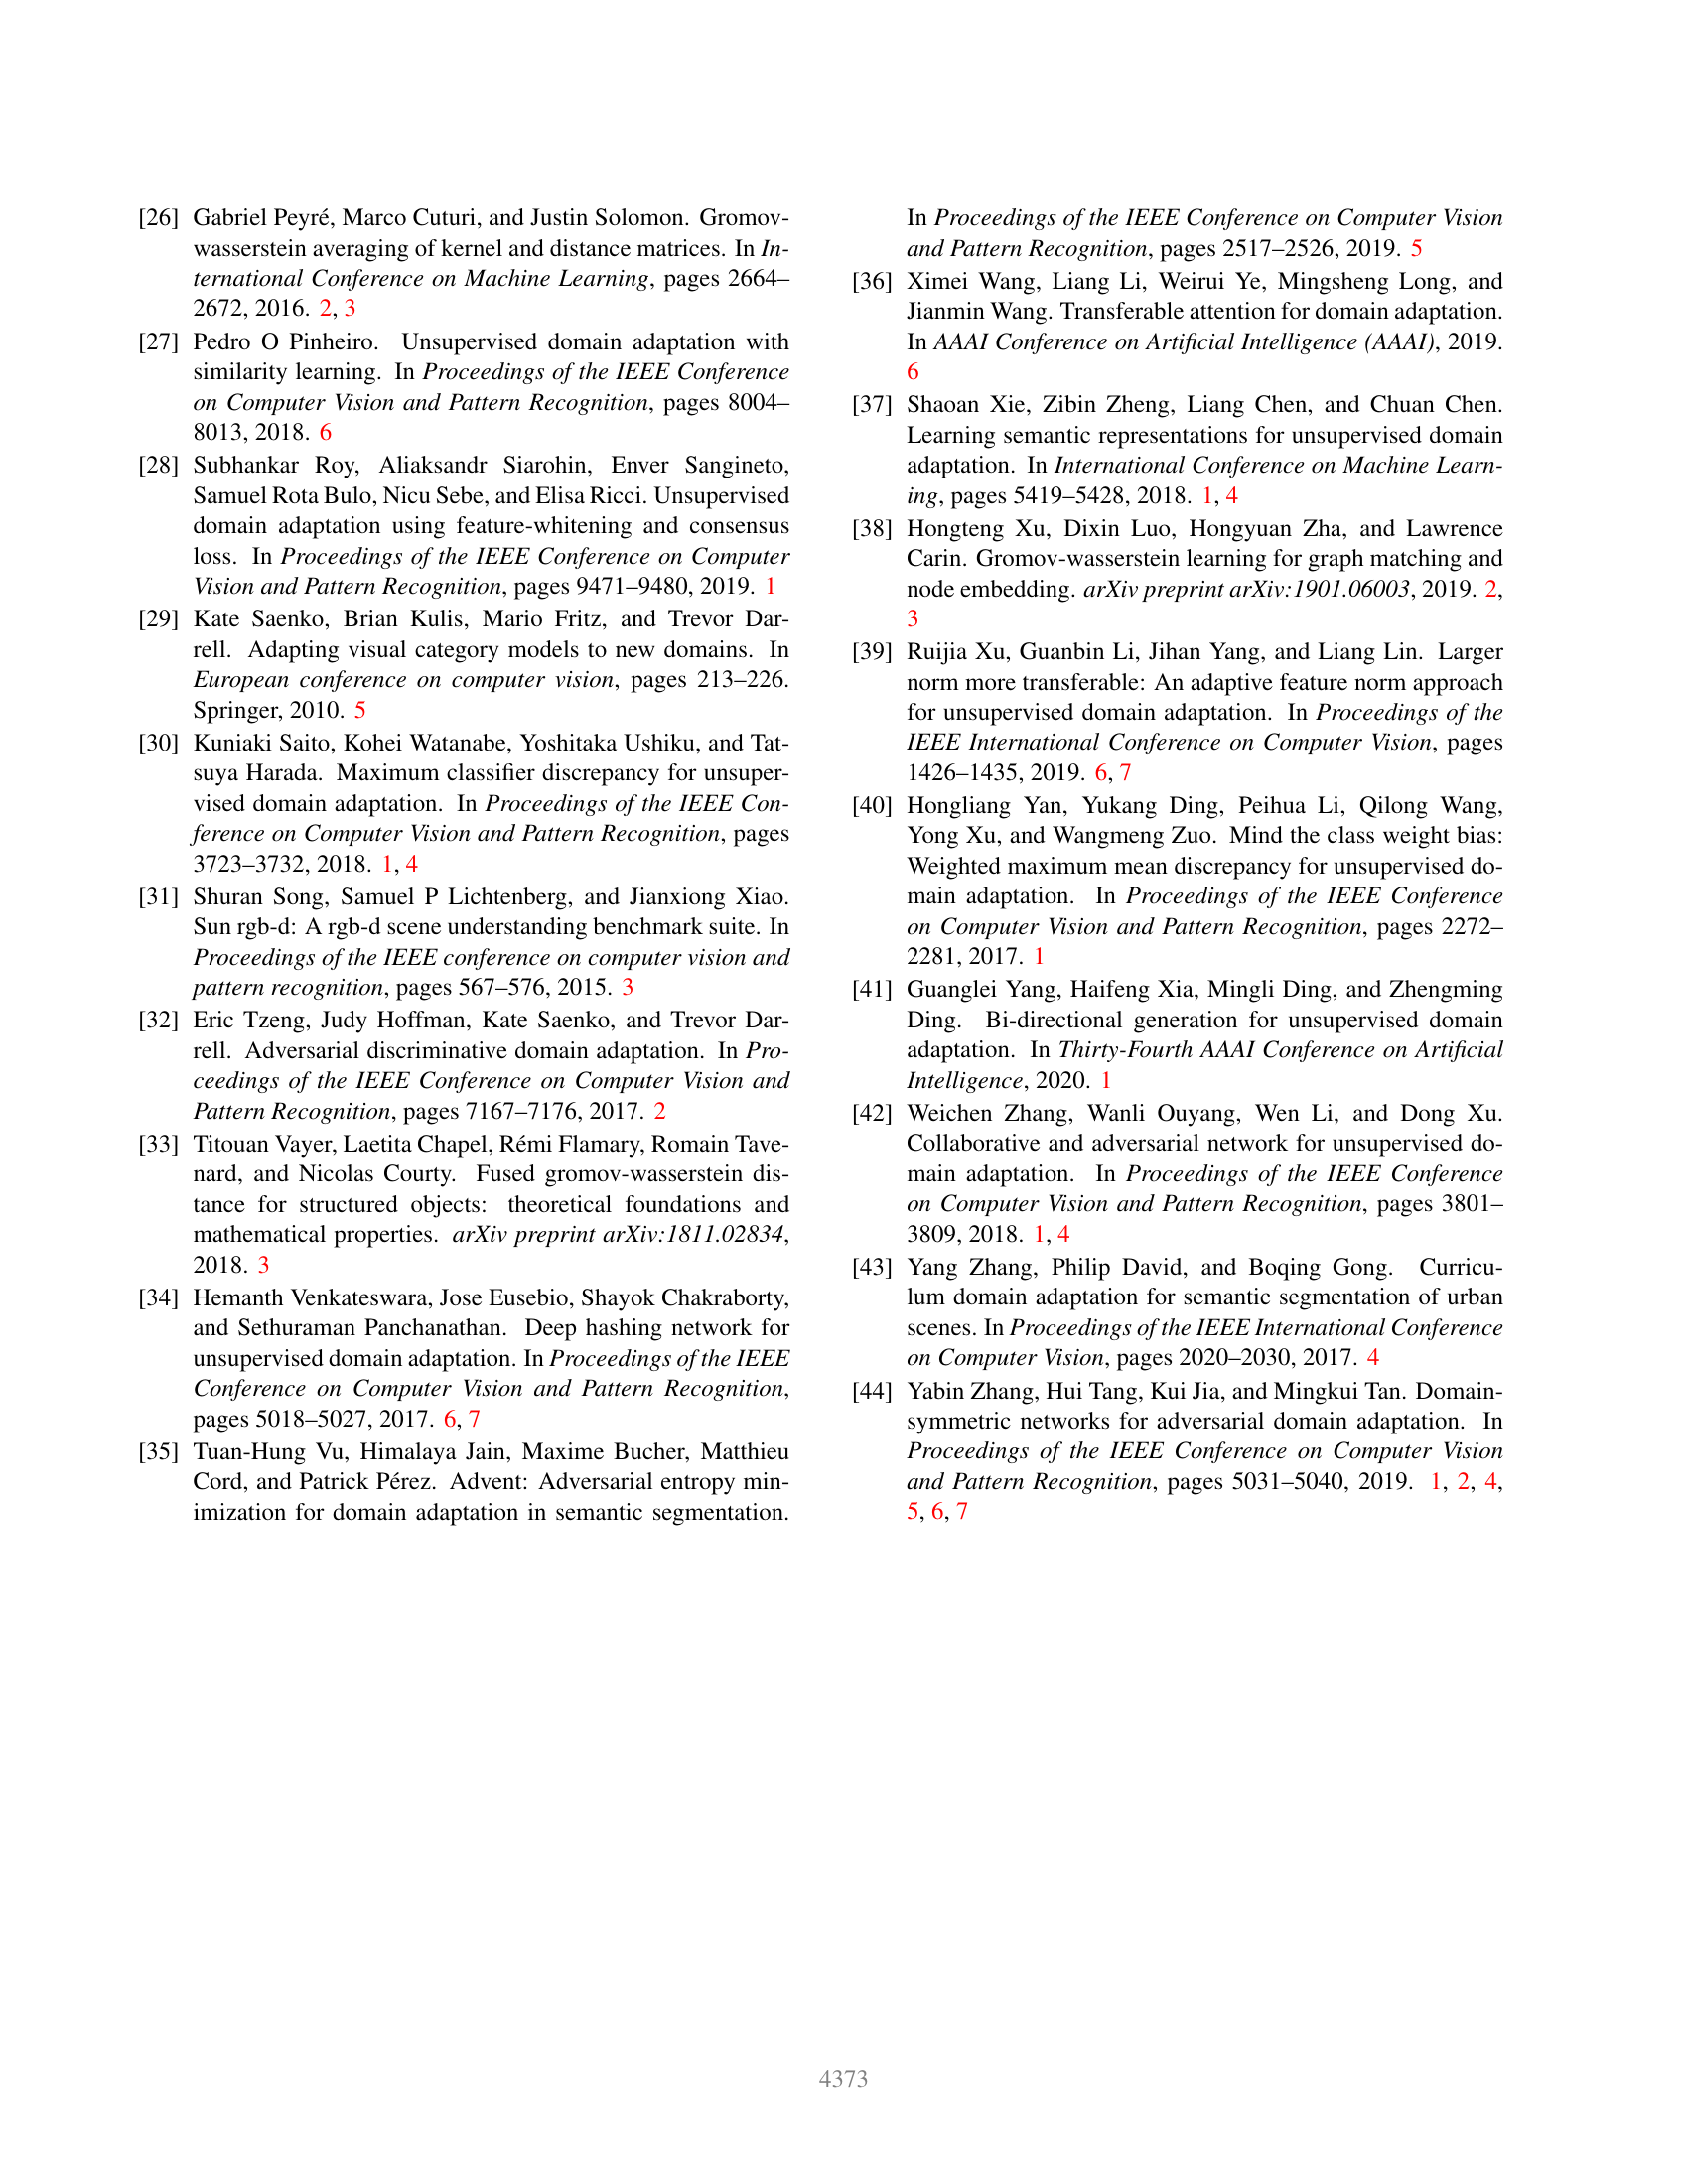 [26] Gabriel Peyré, Marco Cuturi, and Justin Solomon. Gromov-
wasserstein averaging of kernel and distance matrices. In In-
ternational Conference on Machine Learning, pages 2664–
2672, 2016. 2, 3
[27] Pedro O Pinheiro. Unsupervised domain adaptation with
similarity learning. In Proceedings of the IEEE Conference
on Computer Vision and Pattern Recognition, pages 8004–
8013, 2018. 6
[28] Subhankar Roy, Aliaksandr Siarohin, Enver Sangineto,
Samuel Rota Bulo, Nicu Sebe, and Elisa Ricci. Unsupervised
domain adaptation using feature-whitening and consensus
loss. In Proceedings of the IEEE Conference on Computer
Vision and Pattern Recognition, pages 9471–9480, 2019. 1
[29] Kate Saenko, Brian Kulis, Mario Fritz, and Trevor Dar-
rell. Adapting visual category models to new domains. In
European conference on computer vision, pages 213–226.
Springer, 2010. 5
[30] Kuniaki Saito, Kohei Watanabe, Yoshitaka Ushiku, and Tat-
suya Harada. Maximum classifier discrepancy for unsuper-
vised domain adaptation. In Proceedings of the IEEE Con-
ference on Computer Vision and Pattern Recognition, pages
3723–3732, 2018. 1, 4
[31] Shuran Song, Samuel P Lichtenberg, and Jianxiong Xiao.
Sun rgb-d: A rgb-d scene understanding benchmark suite. In
Proceedings of the IEEE conference on computer vision and
pattern recognition, pages 567–576, 2015. 3
[32] Eric Tzeng, Judy Hoffman, Kate Saenko, and Trevor Dar-
rell. Adversarial discriminative domain adaptation. In Pro-
ceedings of the IEEE Conference on Computer Vision and
Pattern Recognition, pages 7167–7176, 2017. 2
[33] Titouan Vayer, Laetita Chapel, Rémi Flamary, Romain Tave-
nard, and Nicolas Courty. Fused gromov-wasserstein dis-
tance for structured objects: theoretical foundations and
mathematical properties. arXiv preprint arXiv:1811.02834,
2018. 3
[34] Hemanth Venkateswara, Jose Eusebio, Shayok Chakraborty,
and Sethuraman Panchanathan. Deep hashing network for
unsupervised domain adaptation. In Proceedings of the IEEE
Conference on Computer Vision and Pattern Recognition,
pages 5018–5027, 2017. 6, 7
[35] Tuan-Hung Vu, Himalaya Jain, Maxime Bucher, Matthieu
Cord, and Patrick Pérez. Advent: Adversarial entropy min-
imization for domain adaptation in semantic segmentation.
In Proceedings of the IEEE Conference on Computer Vision
and Pattern Recognition, pages 2517–2526, 2019. 5
[36] Ximei Wang, Liang Li, Weirui Ye, Mingsheng Long, and
Jianmin Wang. Transferable attention for domain adaptation.
In AAAI Conference on Artificial Intelligence (AAAI), 2019.
6
[37] Shaoan Xie, Zibin Zheng, Liang Chen, and Chuan Chen.
Learning semantic representations for unsupervised domain
adaptation. In International Conference on Machine Learn-
ing, pages 5419–5428, 2018. 1, 4
[38] Hongteng Xu, Dixin Luo, Hongyuan Zha, and Lawrence
Carin. Gromov-wasserstein learning for graph matching and
node embedding. arXiv preprint arXiv:1901.06003, 2019. 2,
3
[39] Ruijia Xu, Guanbin Li, Jihan Yang, and Liang Lin. Larger
norm more transferable: An adaptive feature norm approach
for unsupervised domain adaptation. In Proceedings of the
IEEE International Conference on Computer Vision, pages
1426–1435, 2019. 6, 7
[40] Hongliang Yan, Yukang Ding, Peihua Li, Qilong Wang,
Yong Xu, and Wangmeng Zuo. Mind the class weight bias:
Weighted maximum mean discrepancy for unsupervised do-
main adaptation. In Proceedings of the IEEE Conference
on Computer Vision and Pattern Recognition, pages 2272–
2281, 2017. 1
[41] Guanglei Yang, Haifeng Xia, Mingli Ding, and Zhengming
Ding. Bi-directional generation for unsupervised domain
adaptation. In Thirty-Fourth AAAI Conference on Artificial
Intelligence, 2020. 1
[42] Weichen Zhang, Wanli Ouyang, Wen Li, and Dong Xu.
Collaborative and adversarial network for unsupervised do-
main adaptation. In Proceedings of the IEEE Conference
on Computer Vision and Pattern Recognition, pages 3801–
3809, 2018. 1, 4
[43] Yang Zhang, Philip David, and Boqing Gong. Curricu-
lum domain adaptation for semantic segmentation of urban
scenes. In Proceedings of the IEEE International Conference
on Computer Vision, pages 2020–2030, 2017. 4
[44] Yabin Zhang, Hui Tang, Kui Jia, and Mingkui Tan. Domain-
symmetric networks for adversarial domain adaptation. In
Proceedings of the IEEE Conference on Computer Vision
and Pattern Recognition, pages 5031–5040, 2019. 1, 2, 4,
5, 6, 7
4373